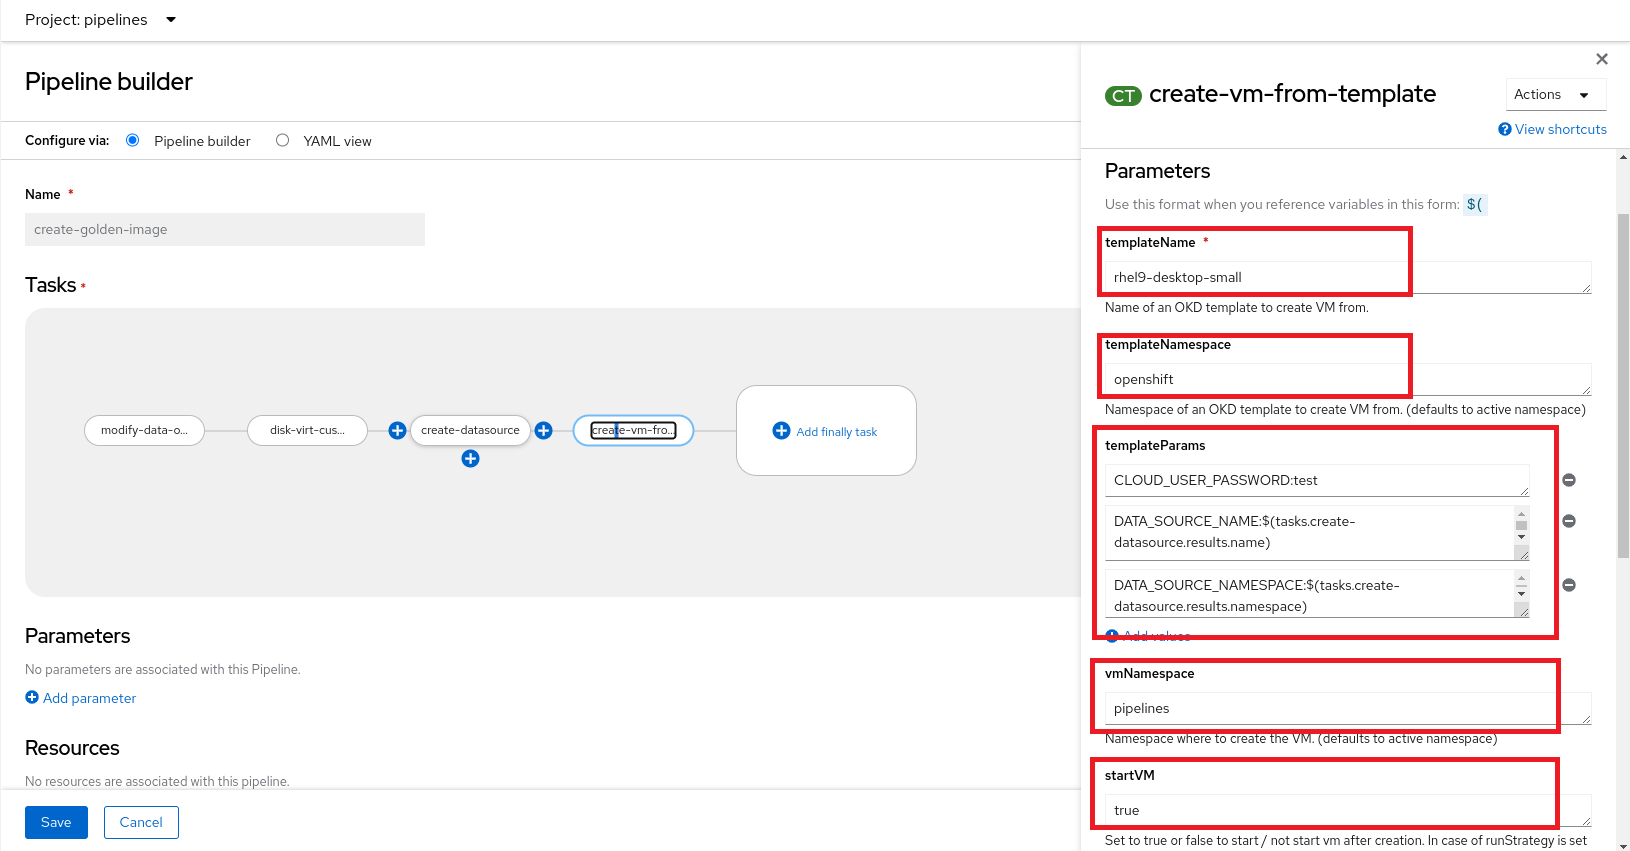 Project: pipelines
Pipeline builder
Configure via:
Pipeline builder
YAML view
Name *
create-golden-image
Tasks *
modify-data-o...
disk-virt-cus...
create-datasource
create-vm-fro...
Add finally task
Parameters
No parameters are associated with this Pipeline.
Add parameter
Resources
No resources are associated with this pipeline.
Save
Cancel
CT create-vm-from-template
Actions
View shortcuts
Parameters
Use this format when you reference variables in this form: $(
templateName *
rhel9-desktop-small
Name of an OKD template to create VM from.
templateNamespace
openshift
Namespace of an OKD template to create VM from. (defaults to active namespace)
templateParams
CLOUD_USER_PASSWORD:test
DATA_SOURCE_NAME:$(tasks.create-
datasource.results.name)
DATA_SOURCE_NAMESPACE:$(tasks.create-
datasource.results.namespace)
Add values
vmNamespace
pipelines
Namespace where to create the VM. (defaults to active namespace)
startVM
true
Set to true or false to start / not start vm after creation. In case of runStrategy is set